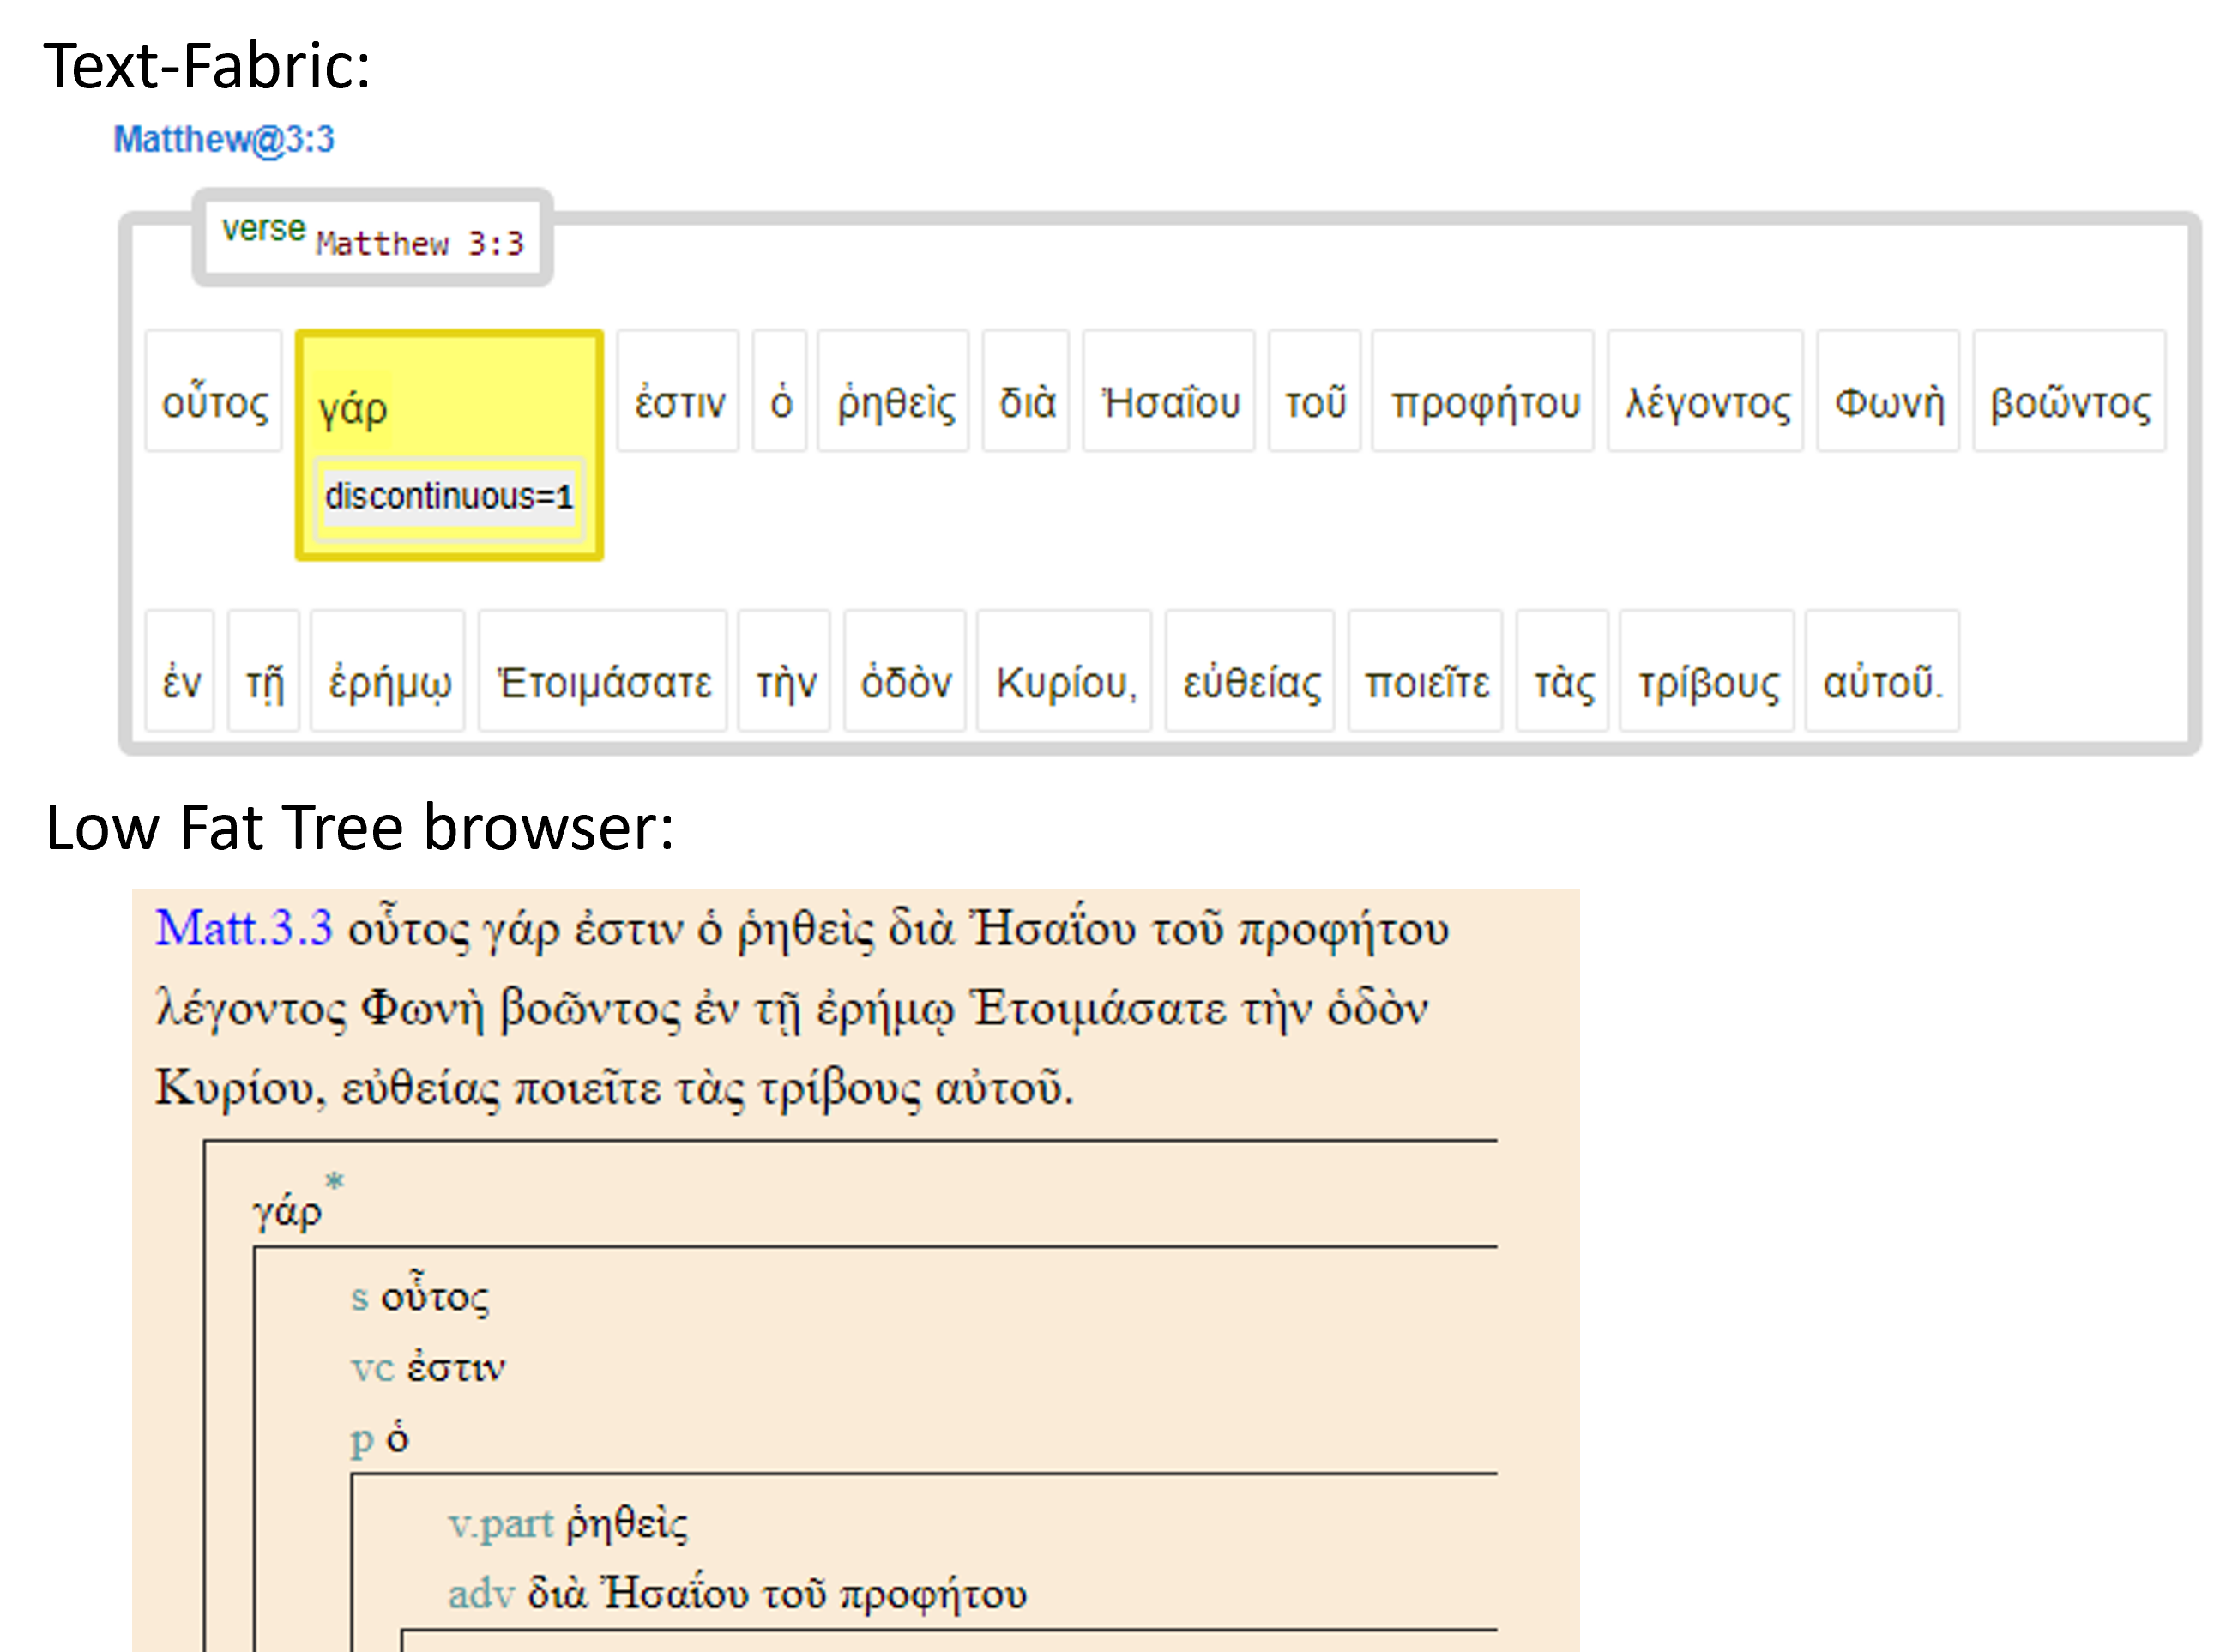 Text-Fabric:
Matthew@3:3
verse Matthew 3:3
οὗτος γάρ ἐστιν ὁ ῥηθεὶς διὰ Ἠσαΐου τοῦ προφήτου λέγοντος Φωνὴ βοῶντος
discontinuous=1
ἐν τῇ ἐρήμῳ Ἑτοιμάσατε τὴν ὁδὸν Κυρίου, εὐθείας ποιεῖτε τὰς τρίβους αὐτοῦ.
Low Fat Tree browser:
Matt.3.3 οὗτος γάρ ἐστιν ὁ ῥηθεὶς διὰ Ἠσαΐου τοῦ προφήτου
λέγοντος Φωνὴ βοῶντος ἐν τῇ ἐρήμῳ Ἑτοιμάσατε τὴν ὁδὸν
Κυρίου, εὐθείας ποιεῖτε τὰς τρίβους αὐτοῦ.
γάρ*
s οὗτος
vc ἐστιν
p ὁ
v.part ῥηθεὶς
adv διὰ Ἠσαΐου τοῦ προφήτου